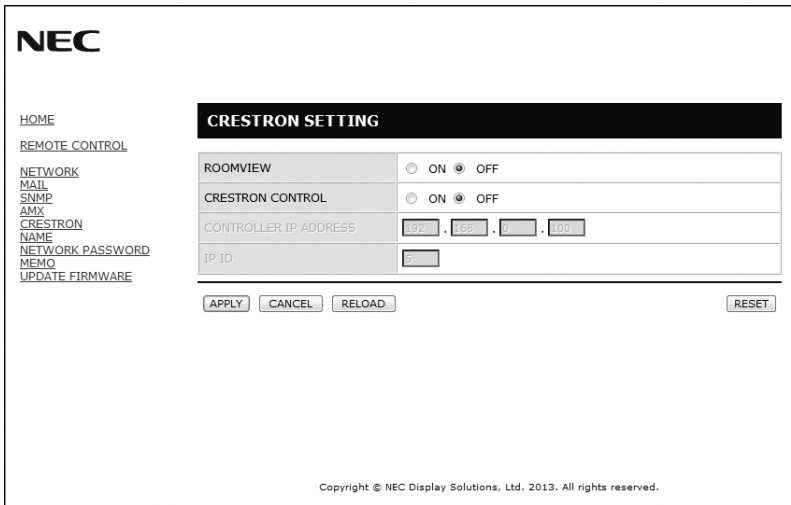 NEC
HOME
REMOTE CONTROL
NETWORK
MAIL
SNMP
AMX
CRESTRON
NAME
NETWORK PASSWORD
MEMO
UPDATE FIRMWARE
CRESTRON SETTING
ROOMVIEW ON OFF
CRESTRON CONTROL ON OFF
CONTROLLER IP ADDRESS 192 . 168 . 0 . 100
IP ID 5
APPLY CANCEL RELOAD RESET
Copyright © NEC Display Solutions, Ltd. 2013. All rights reserved.